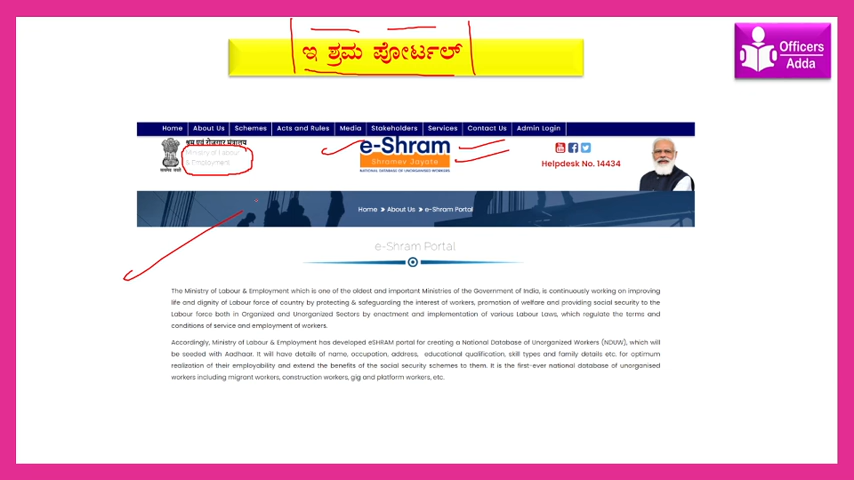 ಇ ಶ್ರಮ ಪೋರ್ಟಲ್
Officers
Adda
Home About Us Schemes Acts and Rules Media Stakeholders Services Contact Us Admin Login
श्रम एवं रोजगार मंत्रालय
Ministry of Labour
& Employment
सत्यमेव जयते
e-Shram
Shramev Jayate
NATIONAL DATABASE OF UNORGANISED WORKERS
Helpdesk No. 14434
Home » About Us » e-Shram Portal
e-Shram Portal
The Ministry of Labour & Employment which is one of the oldest and important Ministries of the Government of India, is continuously working on improving
life and dignity of Labour force of country by protecting & safeguarding the interest of workers, promotion of welfare and providing social security to the
Labour force both in Organized and Unorganized Sectors by enactment and implementation of various Labour Laws, which regulate the terms and
conditions of service and employment of workers.
Accordingly, Ministry of Labour & Employment has developed eSHRAM portal for creating a National Database of Unorganized Workers (NDUW), which will
be seeded with Aadhaar. It will have details of name, occupation, address, educational qualification, skill types and family details etc. for optimum
realization of their employability and extend the benefits of the social security schemes to them. It is the first-ever national database of unorganised
workers including migrant workers, construction workers, gig and platform workers, etc.